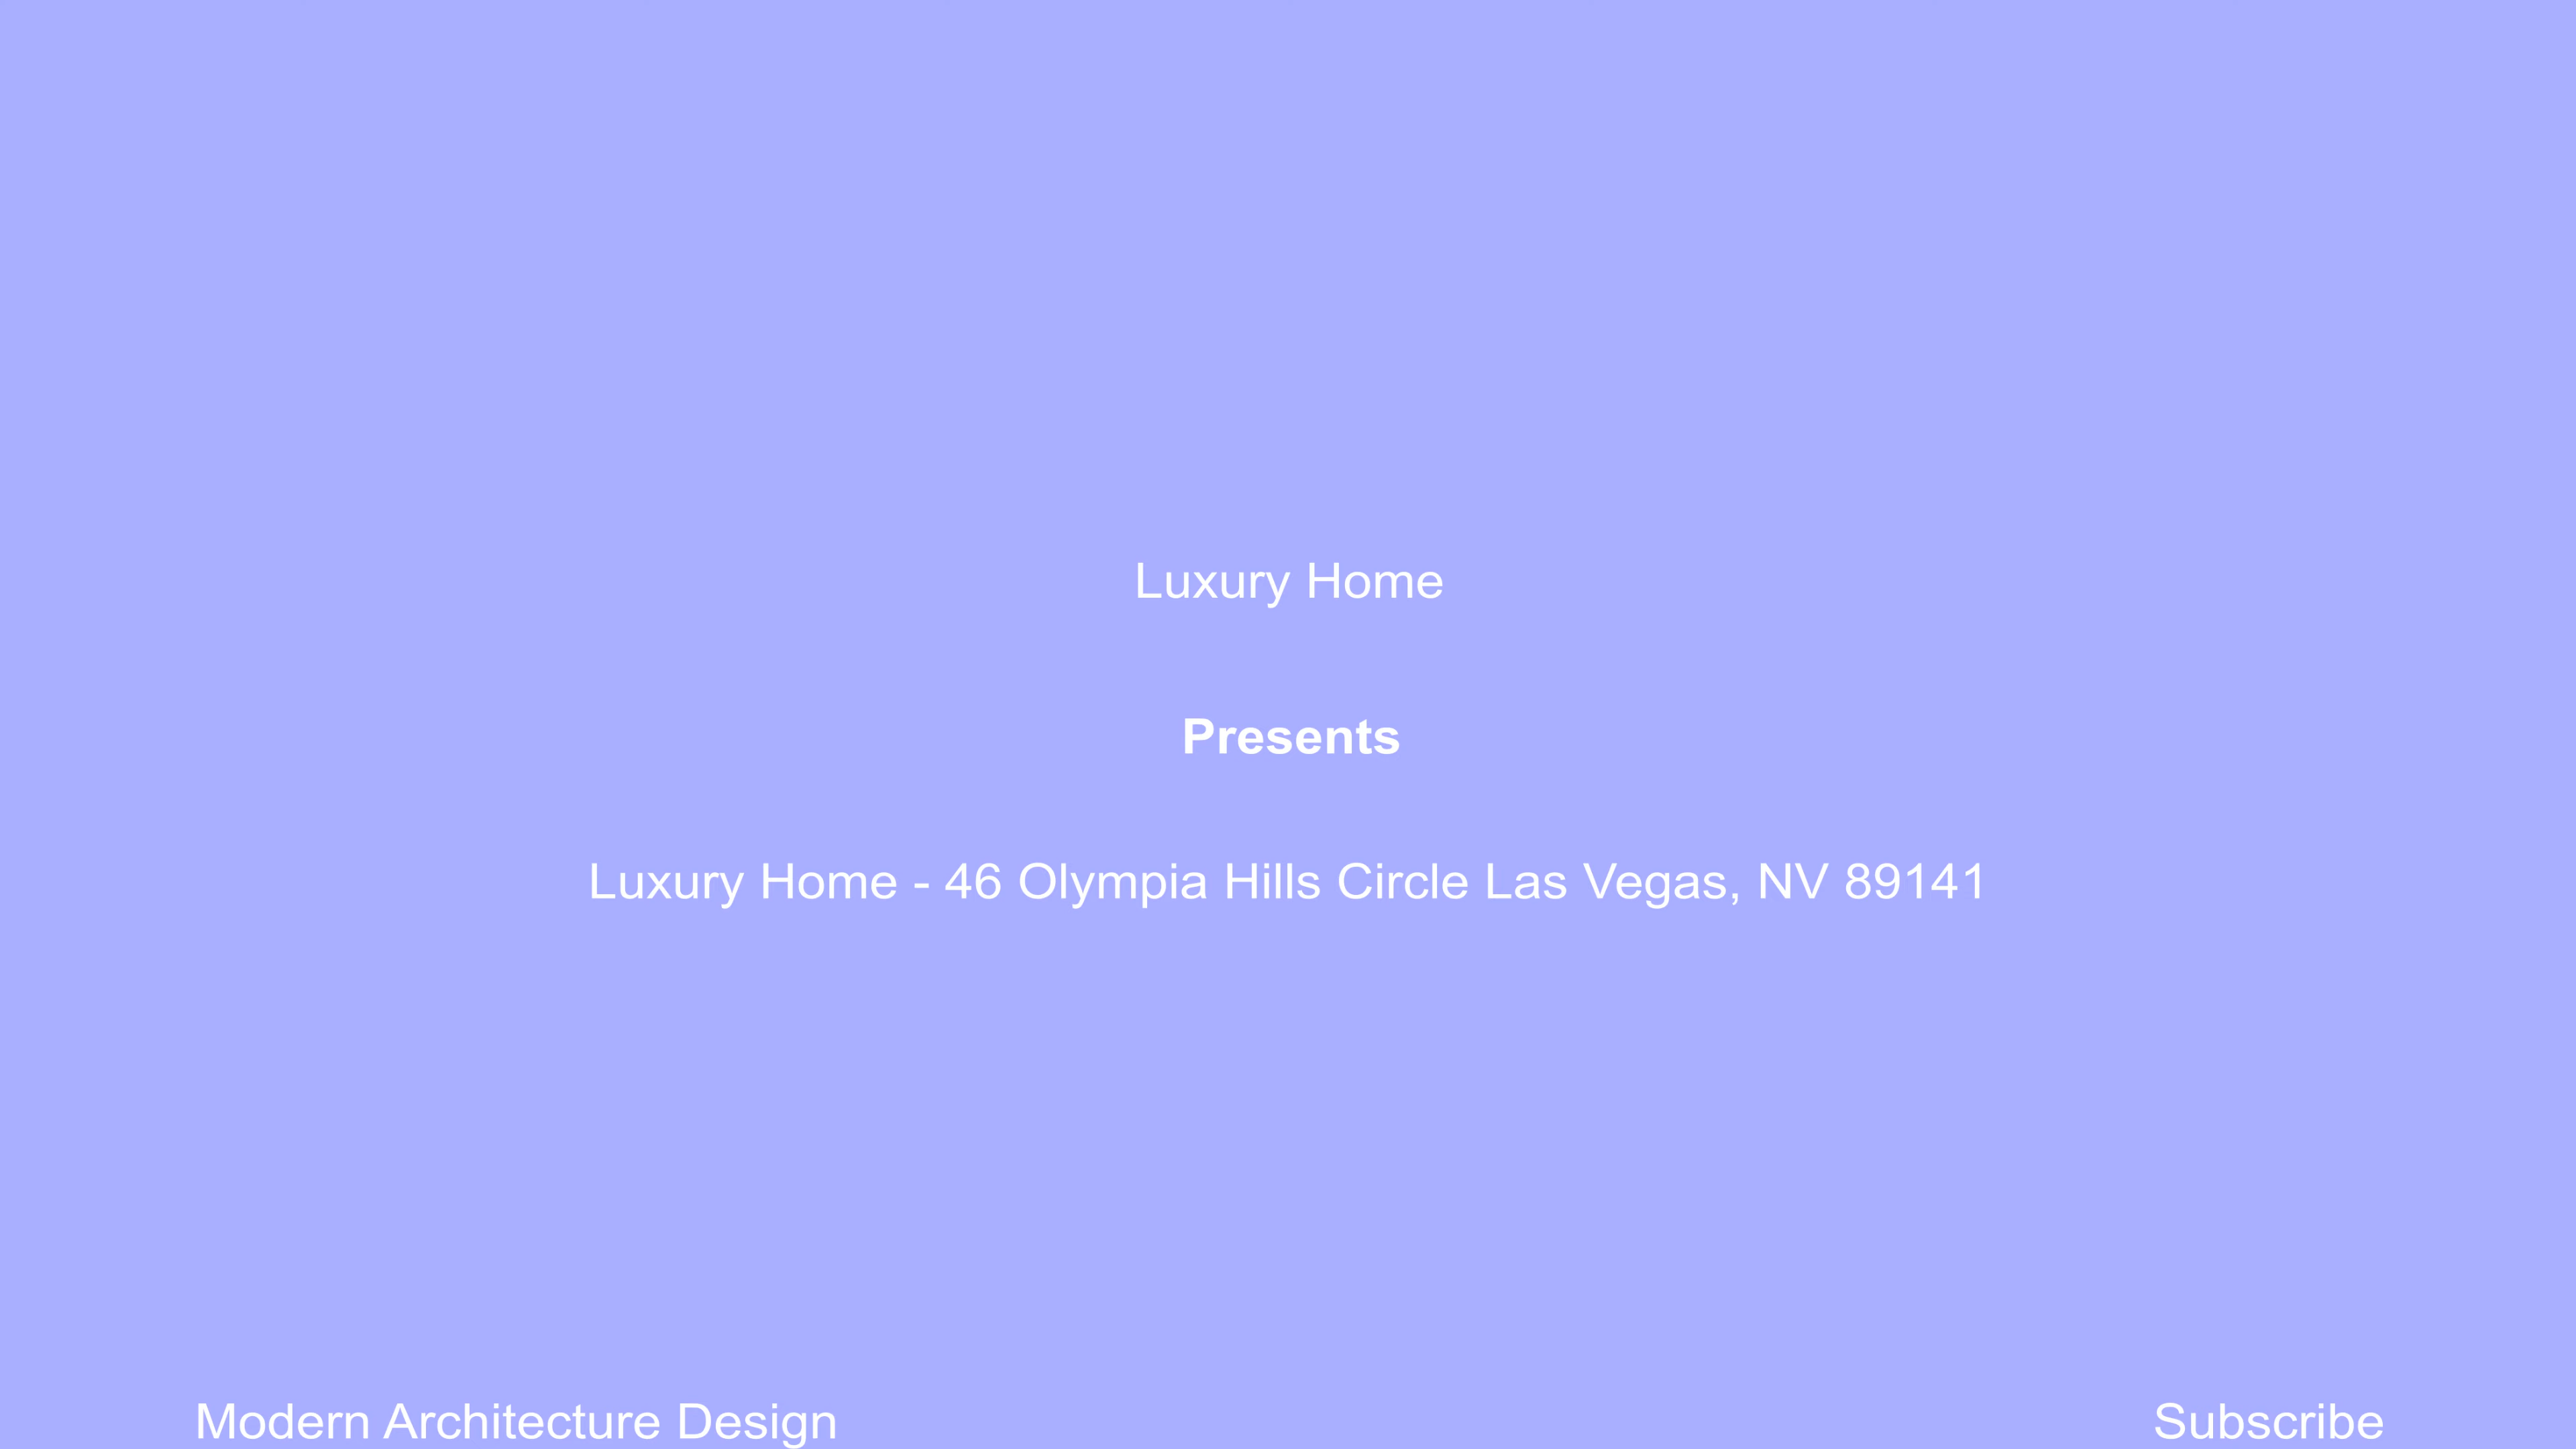 Luxury Home
Presents
Luxury Home - 46 Olympia Hills Circle Las Vegas, NV 89141
Modern Architecture Design
Subscribe